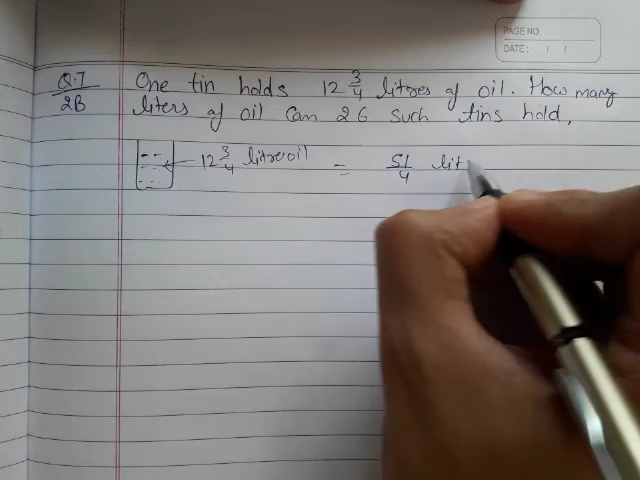 PAGE NO.
DATE: / /
Q.7 One tin holds 12 3/4 litres of oil. How many
2B liters of oil can 26 such tins hold,
12 3/4 litre oil = 51/4 lit